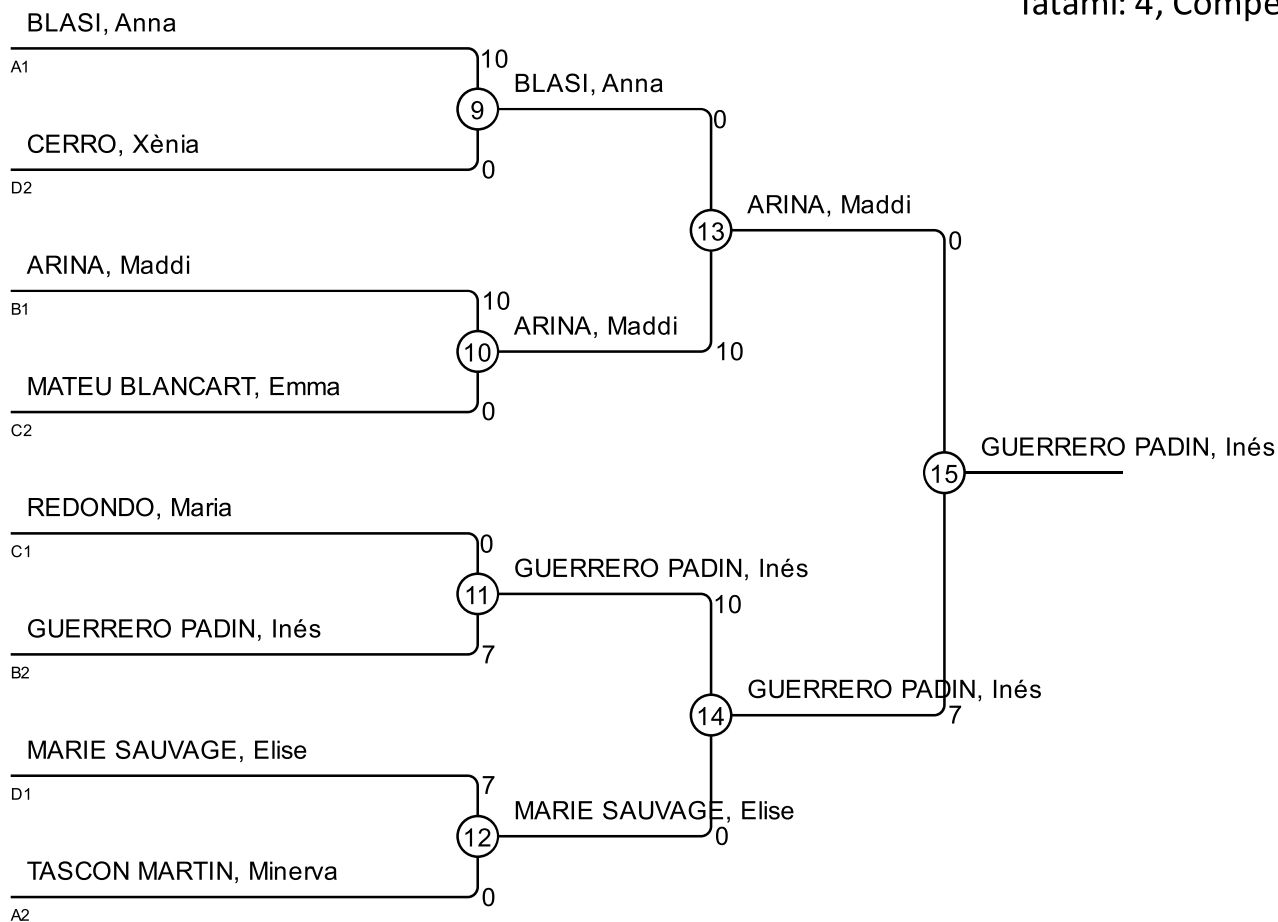 Tatami: 4, Compe
BLASI, Anna
A1
10
BLASI, Anna
9
0
CERRO, Xènia
0
D2
ARINA, Maddi
13
0
ARINA, Maddi
B1
10
ARINA, Maddi
10
10
MATEU BLANCART, Emma
0
C2
GUERRERO PADIN, Inés
15
REDONDO, Maria
0
C1
GUERRERO PADIN, Inés
11
10
GUERRERO PADIN, Inés
7
B2
GUERRERO PADIN, Inés
14
7
MARIE SAUVAGE, Elise
7
D1
MARIE SAUVAGE, Elise
12
0
TASCON MARTIN, Minerva
0
A2